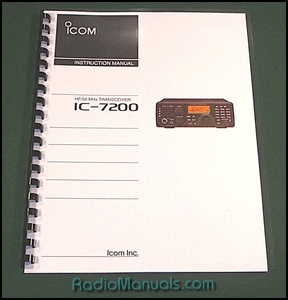 ICOM
INSTRUCTION MANUAL
HF/50 MHz TRANSCEIVER
IC-7200
Icom Inc.
RadioManuals.com